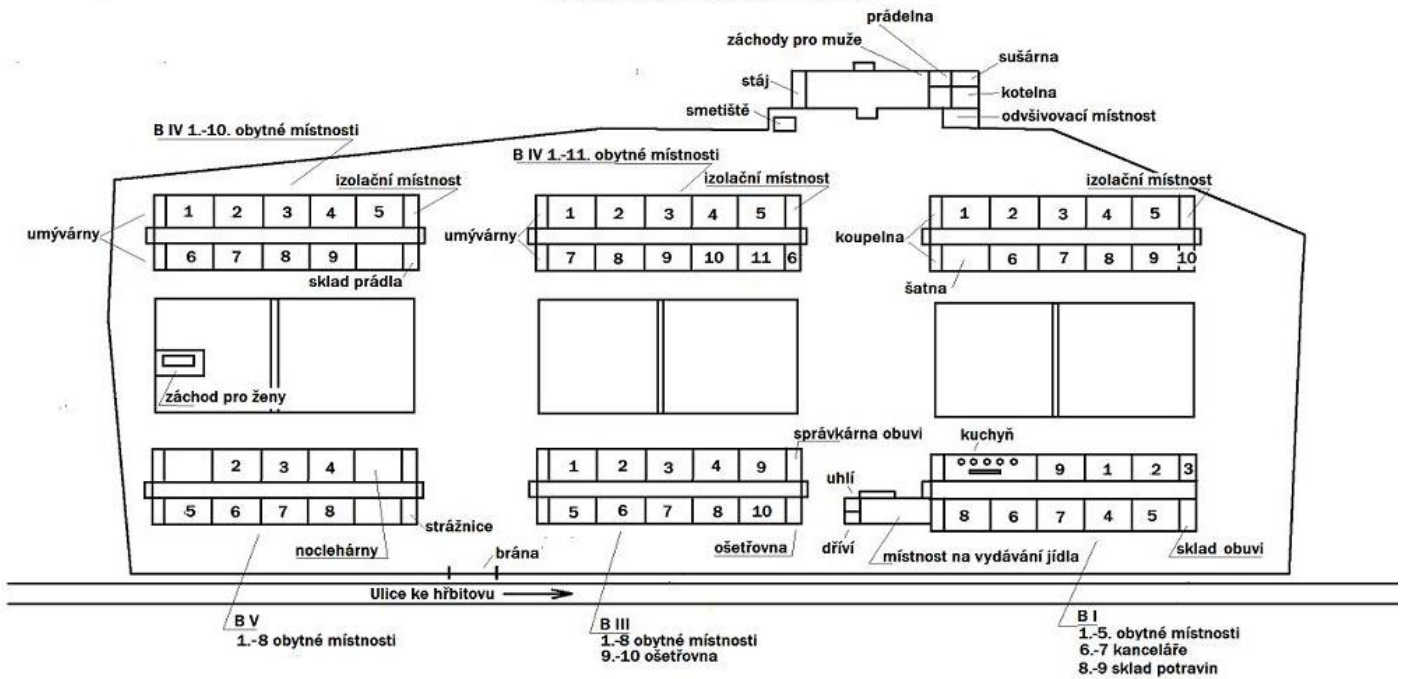 prádelna
záchody pro muže
sušárna
stáj
kotelna
smetiště
odvšivovací místnost
B IV 1.-10. obytné místnosti
B IV 1.-11. obytné místnosti
izolační místnost
izolační místnost
izolační místnost
1 2 3 4 5
1 2 3 4 5
1 2 3 4 5
umývárny
umývárny
koupelna
6 7 8 9
7 8 9 10 11 6
6 7 8 9 10
sklad prádla
šatna
záchod pro ženy
správkárna obuvi
kuchyň
2 3 4
1 2 3 4 9
9 1 2 3
uhlí
5 6 7 8
5 6 7 8 10
8 6 7 4 5
strážnice
noclehárny
brána
ošetřovna
dříví
místnost na vydávání jídla
sklad obuvi
Ulice ke hřbitovu
B V
1.-8 obytné místnosti
B III
1.-8 obytné místnosti
9.-10 ošetřovna
B I
1.-5. obytné místnosti
6.-7 kanceláře
8.-9 sklad potravin